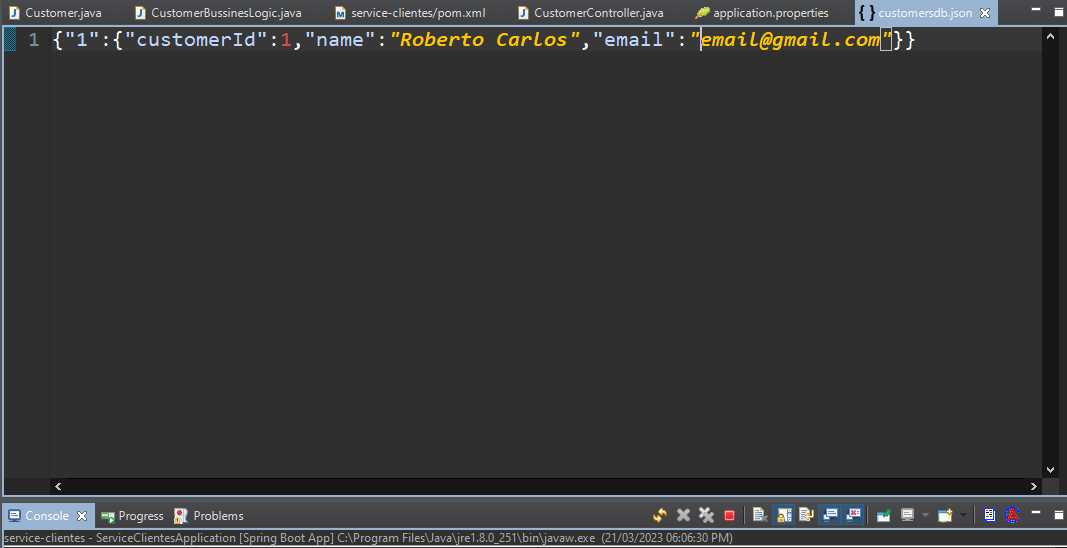 Customer.java CustomerBussinesLogic.java service-clientes/pom.xml CustomerController.java application.properties customersdb.json
1 {"1":{"customerId":1,"name":"Roberto Carlos","email":"email@gmail.com"}}
Console Progress Problems
service-clientes - ServiceClientesApplication [Spring Boot App] C:\Program Files\Java\jre1.8.0_251\bin\javaw.exe (21/03/2023 06:06:30 PM)